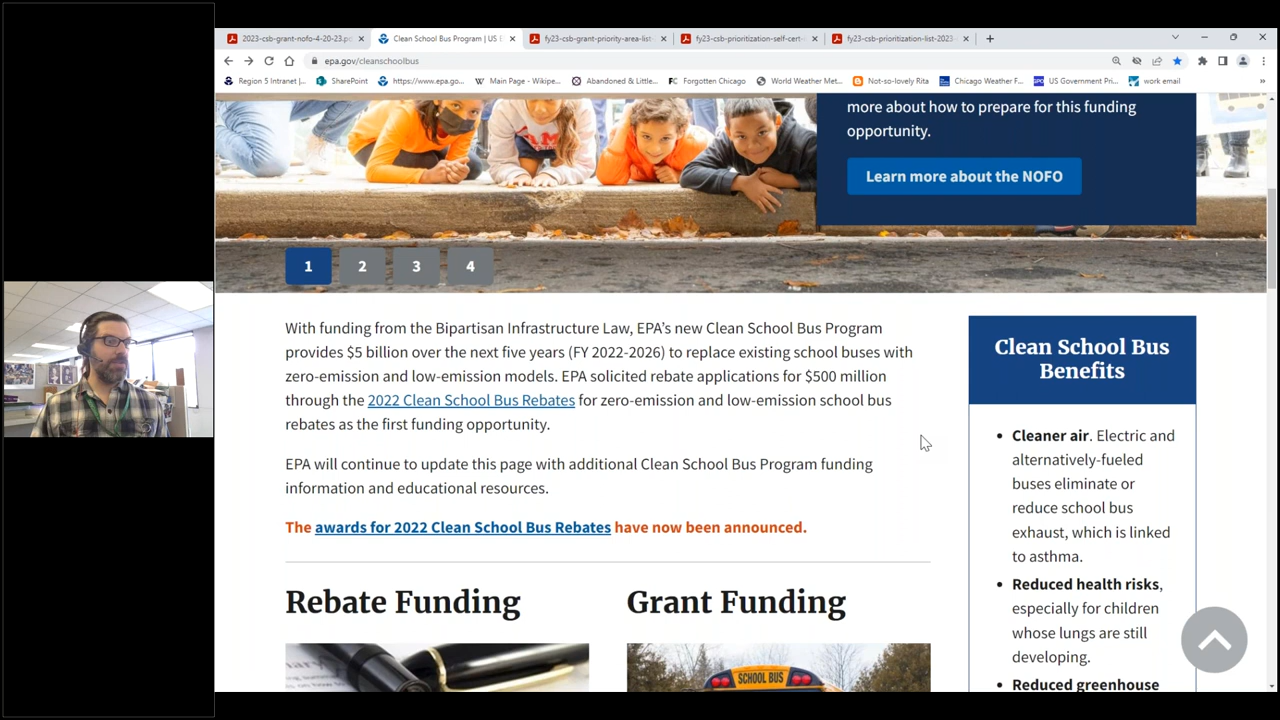 2023-csb-grant-nofo-4-20-23.pd
Clean School Bus Program | US E
fy23-csb-grant-priority-area-list-
fy23-csb-prioritization-self-cert-
fy23-csb-prioritization-list-2023-
epa.gov/cleanschoolbus
Region 5 Intranet |...
SharePoint
https://www.epa.go...
Main Page - Wikipe...
Abandoned & Little...
FC Forgotten Chicago
World Weather Met...
Not-so-lovely Rita
Chicago Weather F...
GPO US Government Pri...
work email
more about how to prepare for this funding
opportunity.
Learn more about the NOFO
1 2 3 4
With funding from the Bipartisan Infrastructure Law, EPA’s new Clean School Bus Program
provides $5 billion over the next five years (FY 2022-2026) to replace existing school buses with
zero-emission and low-emission models. EPA solicited rebate applications for $500 million
through the 2022 Clean School Bus Rebates for zero-emission and low-emission school bus
rebates as the first funding opportunity.
EPA will continue to update this page with additional Clean School Bus Program funding
information and educational resources.
The awards for 2022 Clean School Bus Rebates have now been announced.
Rebate Funding
Grant Funding
SCHOOL BUS
Clean School Bus
Benefits
• Cleaner air. Electric and
alternatively-fueled
buses eliminate or
reduce school bus
exhaust, which is linked
to asthma.
• Reduced health risks,
especially for children
whose lungs are still
developing.
• Reduced greenhouse